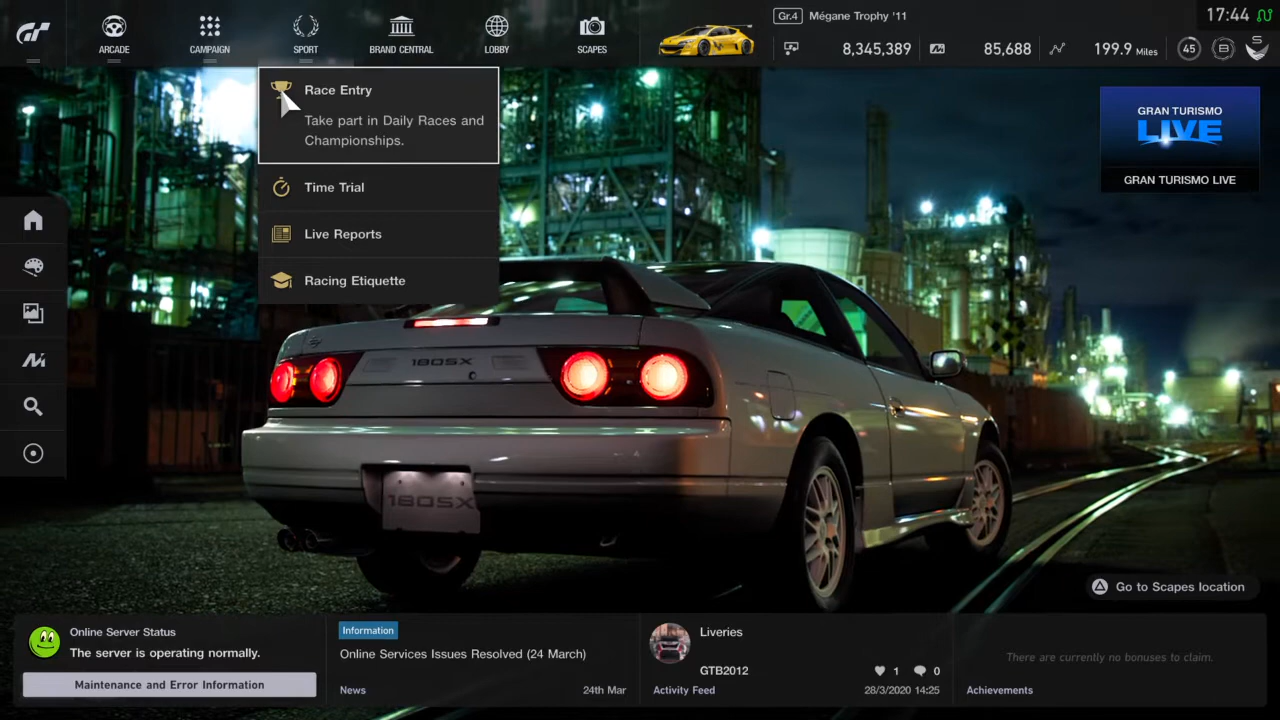 GT
ARCADE
CAMPAIGN
SPORT
BRAND CENTRAL
LOBBY
SCAPES
Gr.4 Mégane Trophy '11
17:44
8,345,389
85,688
199.9 Miles
45
B
S
Race Entry
Take part in Daily Races and
Championships.
Time Trial
Live Reports
Racing Etiquette
GRAN TURISMO
LIVE
GRAN TURISMO LIVE
180SX
180SX
Go to Scapes location
Online Server Status
The server is operating normally.
Maintenance and Error Information
Information
Online Services Issues Resolved (24 March)
News
24th Mar
Liveries
GTB2012
1
0
Activity Feed
28/3/2020 14:25
There are currently no bonuses to claim.
Achievements